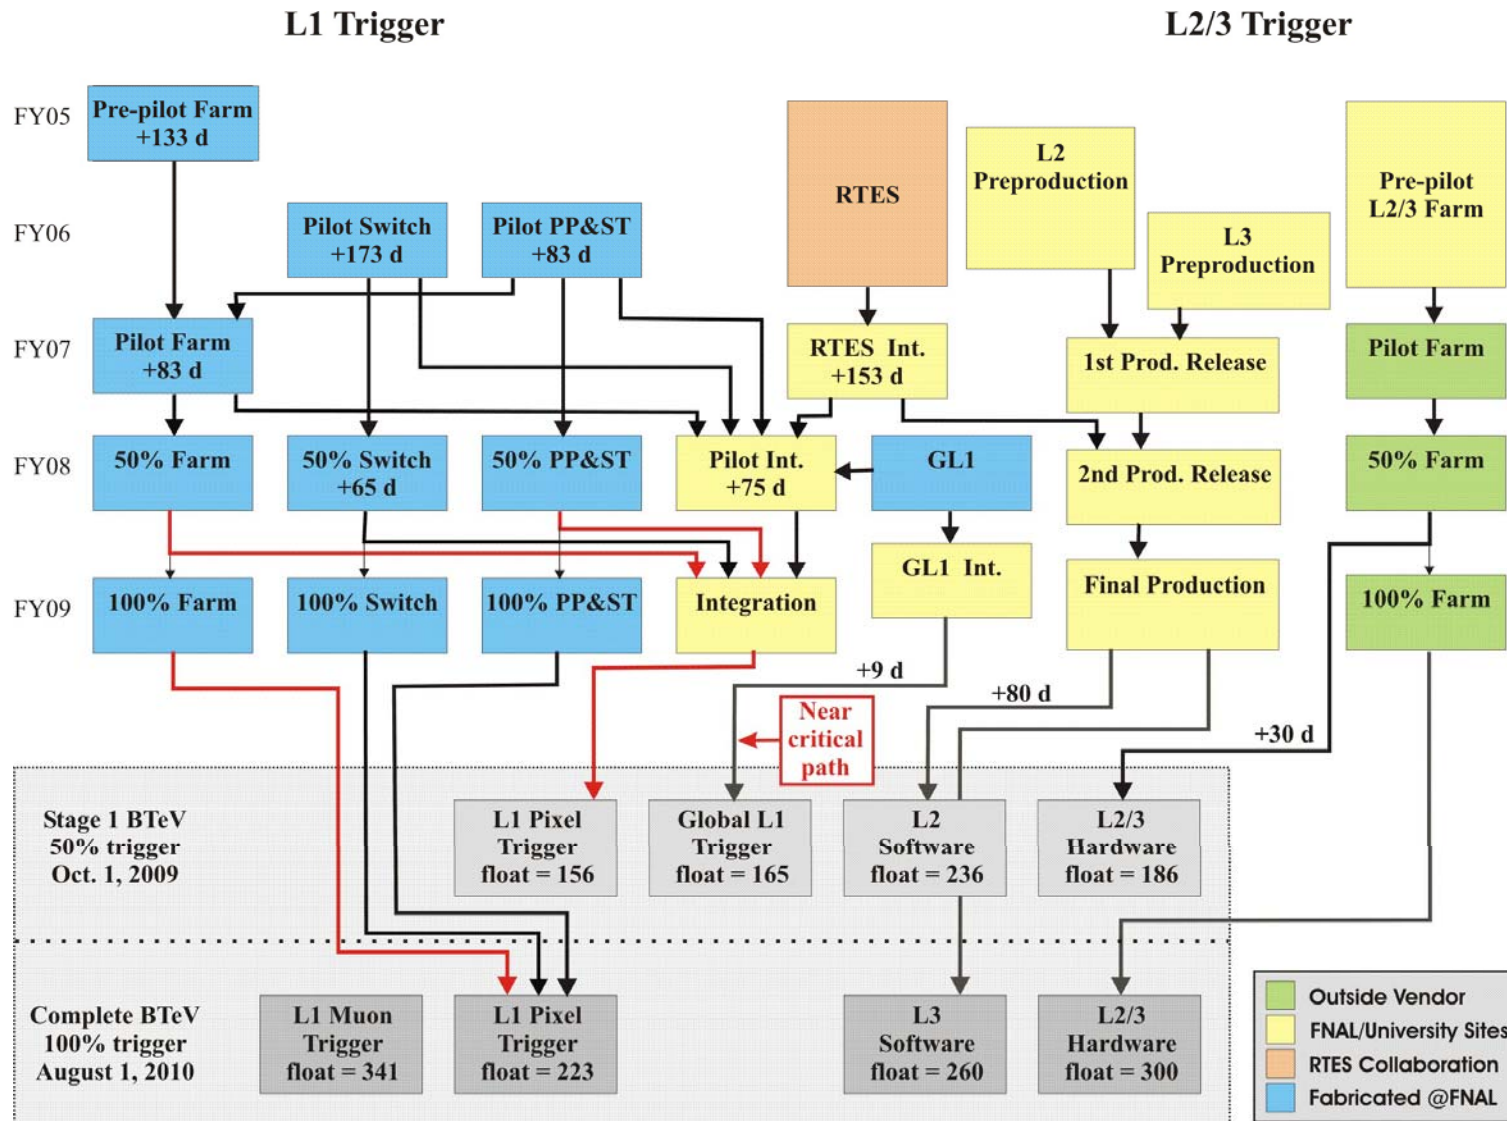 L1 Trigger
L2/3 Trigger
FY05
Pre-pilot Farm
+133 d
RTES
L2
Preproduction
Pre-pilot
L2/3 Farm
FY06
Pilot Switch
+173 d
Pilot PP&ST
+83 d
L3
Preproduction
FY07
Pilot Farm
+83 d
RTES Int.
+153 d
1st Prod. Release
Pilot Farm
FY08
50% Farm
50% Switch
+65 d
50% PP&ST
Pilot Int.
+75 d
GL1
2nd Prod. Release
50% Farm
GL1 Int.
Final Production
FY09
100% Farm
100% Switch
100% PP&ST
Integration
100% Farm
+9 d
+80 d
+30 d
Near
critical
path
Stage 1 BTeV
50% trigger
Oct. 1, 2009
L1 Pixel
Trigger
float = 156
Global L1
Trigger
float = 165
L2
Software
float = 236
L2/3
Hardware
float = 186
Complete BTeV
100% trigger
August 1, 2010
L1 Muon
Trigger
float = 341
L1 Pixel
Trigger
float = 223
L3
Software
float = 260
L2/3
Hardware
float = 300
Outside Vendor
FNAL/University Sites
RTES Collaboration
Fabricated @FNAL